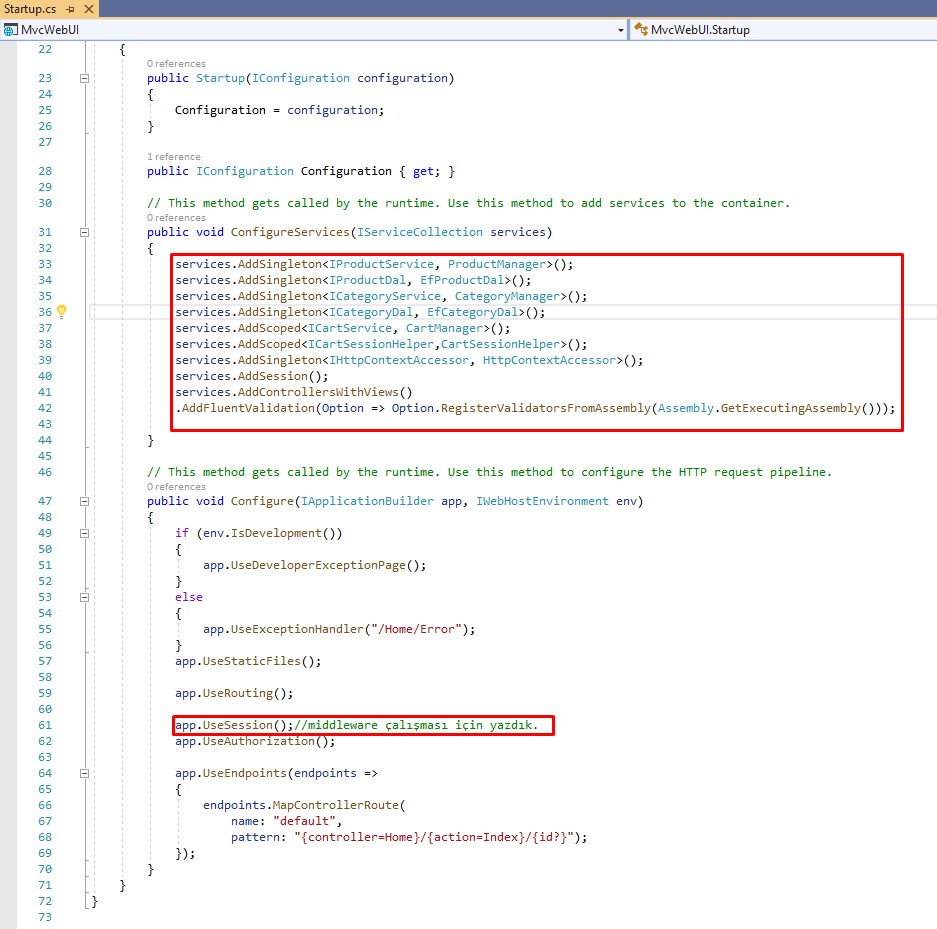 Startup.cs
MvcWebUI
MvcWebUI.Startup
22 {
0 references
23 public Startup(IConfiguration configuration)
24 {
25 Configuration = configuration;
26 }
27
1 reference
28 public IConfiguration Configuration { get; }
29
30 // This method gets called by the runtime. Use this method to add services to the container.
0 references
31 public void ConfigureServices(IServiceCollection services)
32 {
33 services.AddSingleton<IProductService, ProductManager>();
34 services.AddSingleton<IProductDal, EfProductDal>();
35 services.AddSingleton<ICategoryService, CategoryManager>();
36 services.AddSingleton<ICategoryDal, EfCategoryDal>();
37 services.AddScoped<ICartService, CartManager>();
38 services.AddScoped<ICartSessionHelper,CartSessionHelper>();
39 services.AddSingleton<IHttpContextAccessor, HttpContextAccessor>();
40 services.AddSession();
41 services.AddControllersWithViews()
42 .AddFluentValidation(Option => Option.RegisterValidatorsFromAssembly(Assembly.GetExecutingAssembly()));
43
44 }
45
46 // This method gets called by the runtime. Use this method to configure the HTTP request pipeline.
0 references
47 public void Configure(IApplicationBuilder app, IWebHostEnvironment env)
48 {
49 if (env.IsDevelopment())
50 {
51 app.UseDeveloperExceptionPage();
52 }
53 else
54 {
55 app.UseExceptionHandler("/Home/Error");
56 }
57 app.UseStaticFiles();
58
59 app.UseRouting();
60
61 app.UseSession();//middleware çalışması için yazdık.
62 app.UseAuthorization();
63
64 app.UseEndpoints(endpoints =>
65 {
66 endpoints.MapControllerRoute(
67 name: "default",
68 pattern: "{controller=Home}/{action=Index}/{id?}");
69 });
70 }
71 }
72 }
73